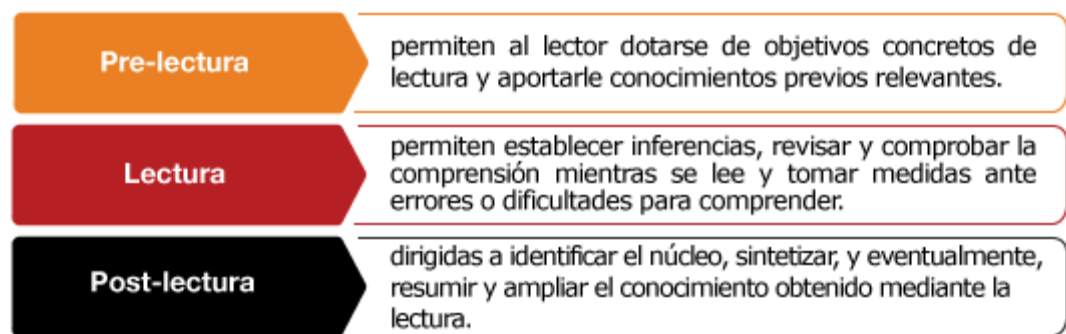 Pre-lectura
permiten al lector dotarse de objetivos concretos de
lectura y aportarle conocimientos previos relevantes.
Lectura
permiten establecer inferencias, revisar y comprobar la
comprensión mientras se lee y tomar medidas ante
errores o dificultades para comprender.
Post-lectura
dirigidas a identificar el núcleo, sintetizar, y eventualmente,
resumir y ampliar el conocimiento obtenido mediante la
lectura.